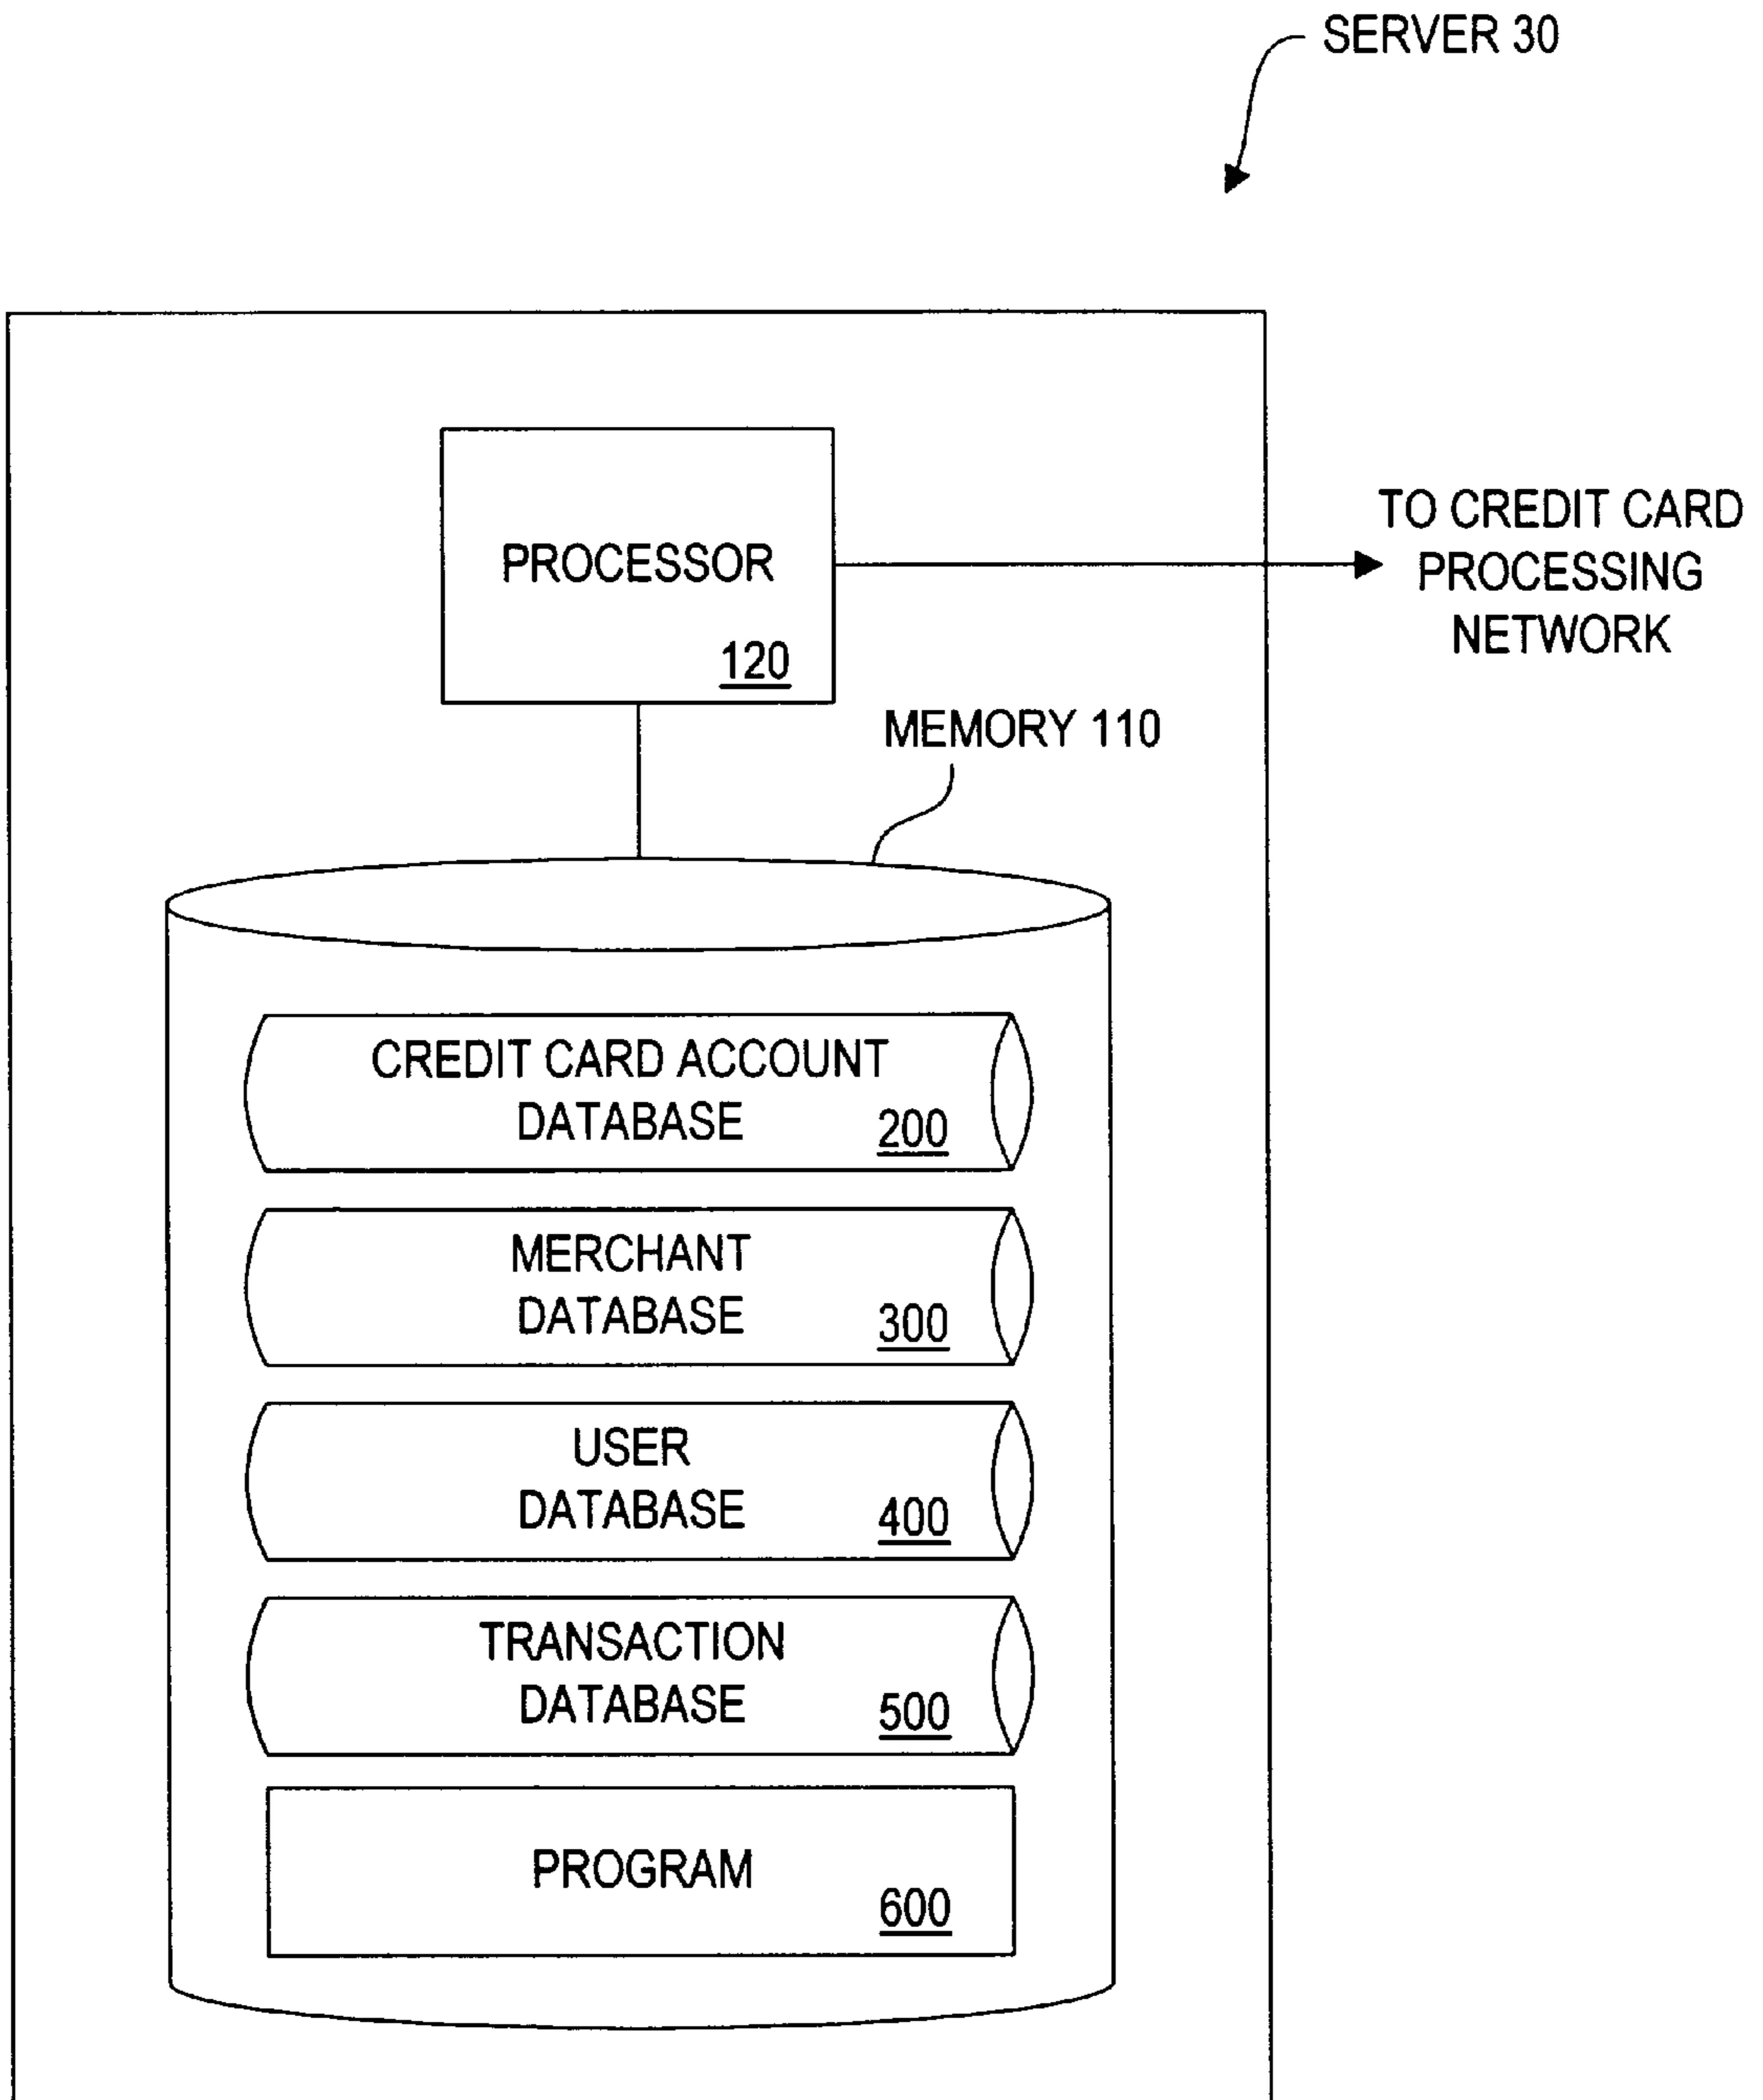 SERVER 30
TO CREDIT CARD
PROCESSING
NETWORK
PROCESSOR
120
MEMORY 110
CREDIT CARD ACCOUNT
DATABASE 200
MERCHANT
DATABASE 300
USER
DATABASE 400
TRANSACTION
DATABASE 500
PROGRAM
600